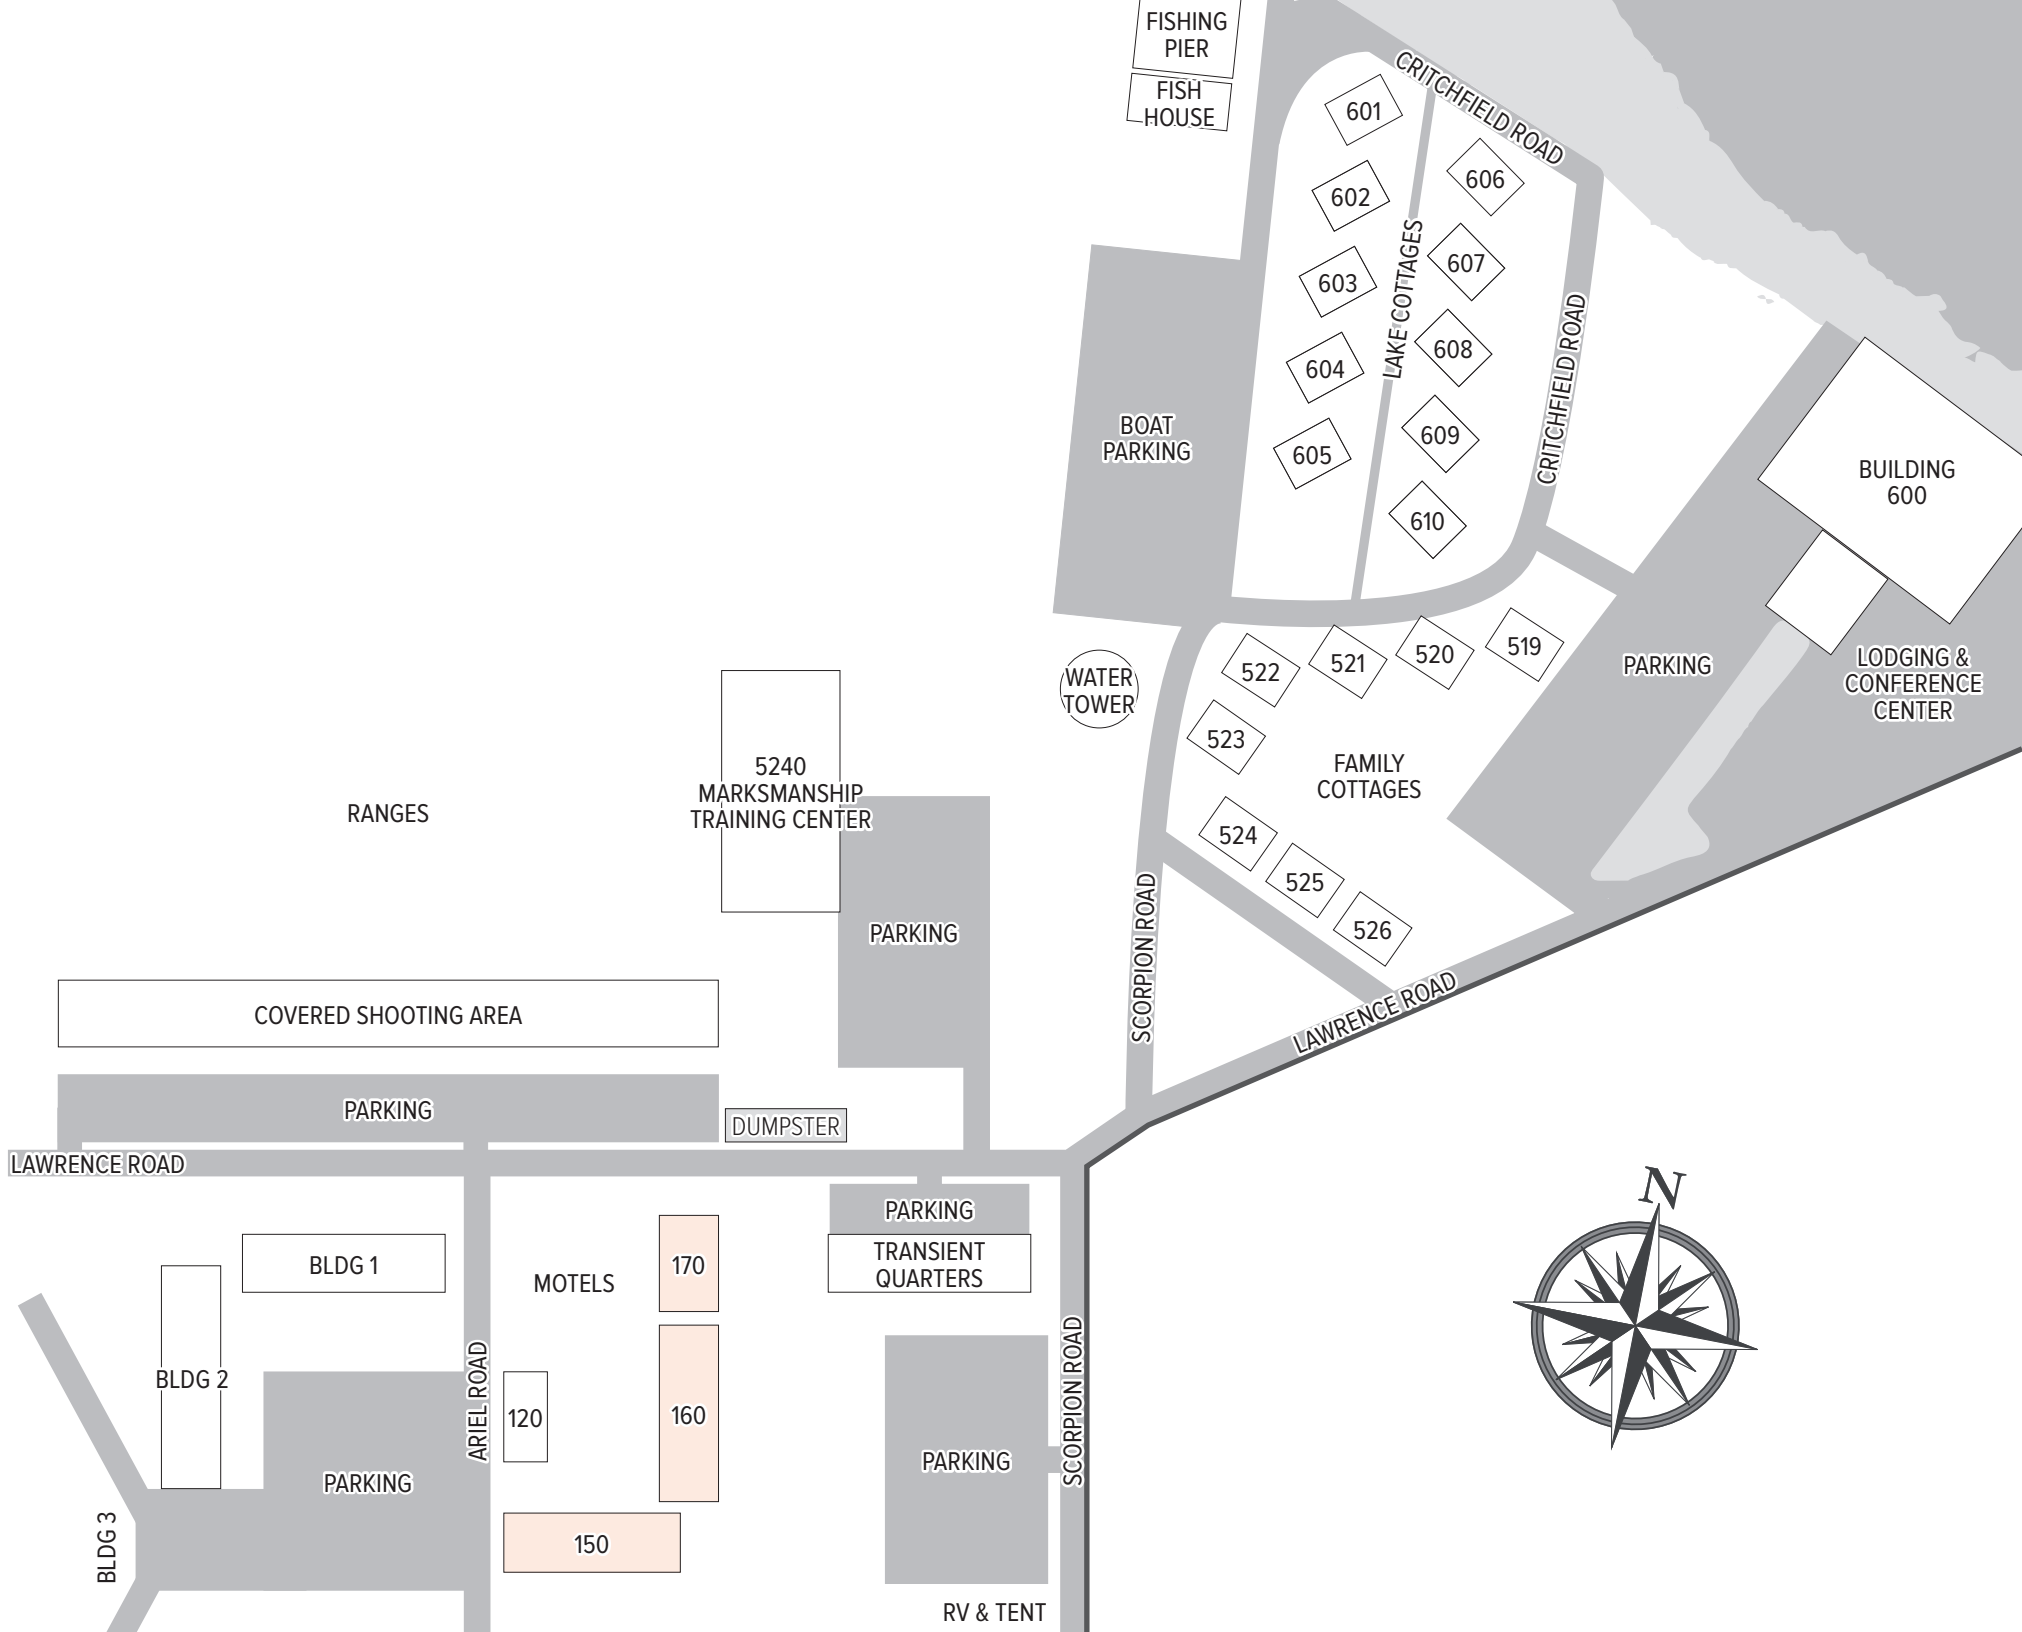 FISHING
PIER
FISH
HOUSE
CRITCHFIELD ROAD
601
606
602
607
603
LAKE COTTAGES
608
604
CRITCHFIELD ROAD
609
605
610
BOAT
PARKING
BUILDING
600
519
520
521
522
523
WATER
TOWER
PARKING
LODGING &
CONFERENCE
CENTER
FAMILY
COTTAGES
524
525
526
5240
MARKSMANSHIP
TRAINING CENTER
RANGES
PARKING
SCORPION ROAD
LAWRENCE ROAD
COVERED SHOOTING AREA
PARKING
DUMPSTER
LAWRENCE ROAD
PARKING
TRANSIENT
QUARTERS
N
BLDG 1
MOTELS
170
BLDG 2
ARIEL ROAD
120
160
SCORPION ROAD
PARKING
PARKING
BLDG 3
150
RV & TENT